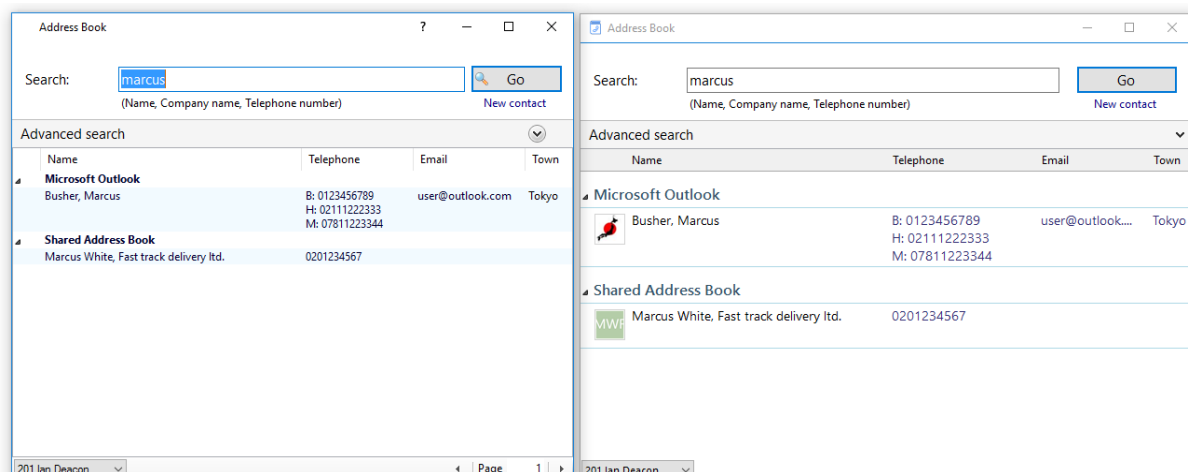 Address Book
?
Search:
marcus
Go
(Name, Company name, Telephone number)
New contact
Advanced search
Name Telephone Email Town
Microsoft Outlook
Busher, Marcus B: 0123456789 user@outlook.com Tokyo
H: 02111222333
M: 07811223344
Shared Address Book
Marcus White, Fast track delivery ltd. 0201234567
201 Ian Deacon
Page 1
Address Book
Search:
marcus
Go
(Name, Company name, Telephone number)
New contact
Advanced search
Name Telephone Email Town
Microsoft Outlook
Busher, Marcus B: 0123456789 user@outlook.... Tokyo
H: 02111222333
M: 07811223344
Shared Address Book
MWF
Marcus White, Fast track delivery ltd. 0201234567
201 Ian Deacon